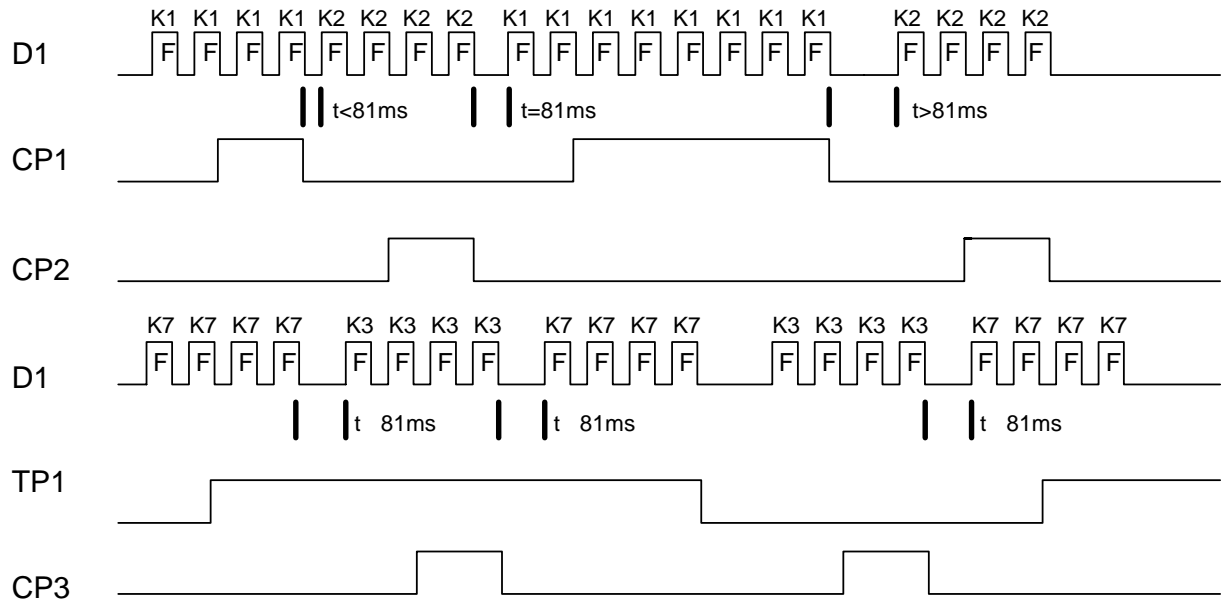 K1 K1 K1 K1 K2 K2 K2 K2 K1 K1 K1 K1 K1 K1 K1 K1 K2 K2 K2 K2
D1 F F F F F F F F F F F F F F F F F F F F
t<81ms t=81ms t>81ms
CP1
CP2
K7 K7 K7 K7 K3 K3 K3 K3 K7 K7 K7 K7 K3 K3 K3 K3 K7 K7 K7 K7
D1 F F F F F F F F F F F F F F F F F F F F
t 81ms t 81ms t 81ms
TP1
CP3